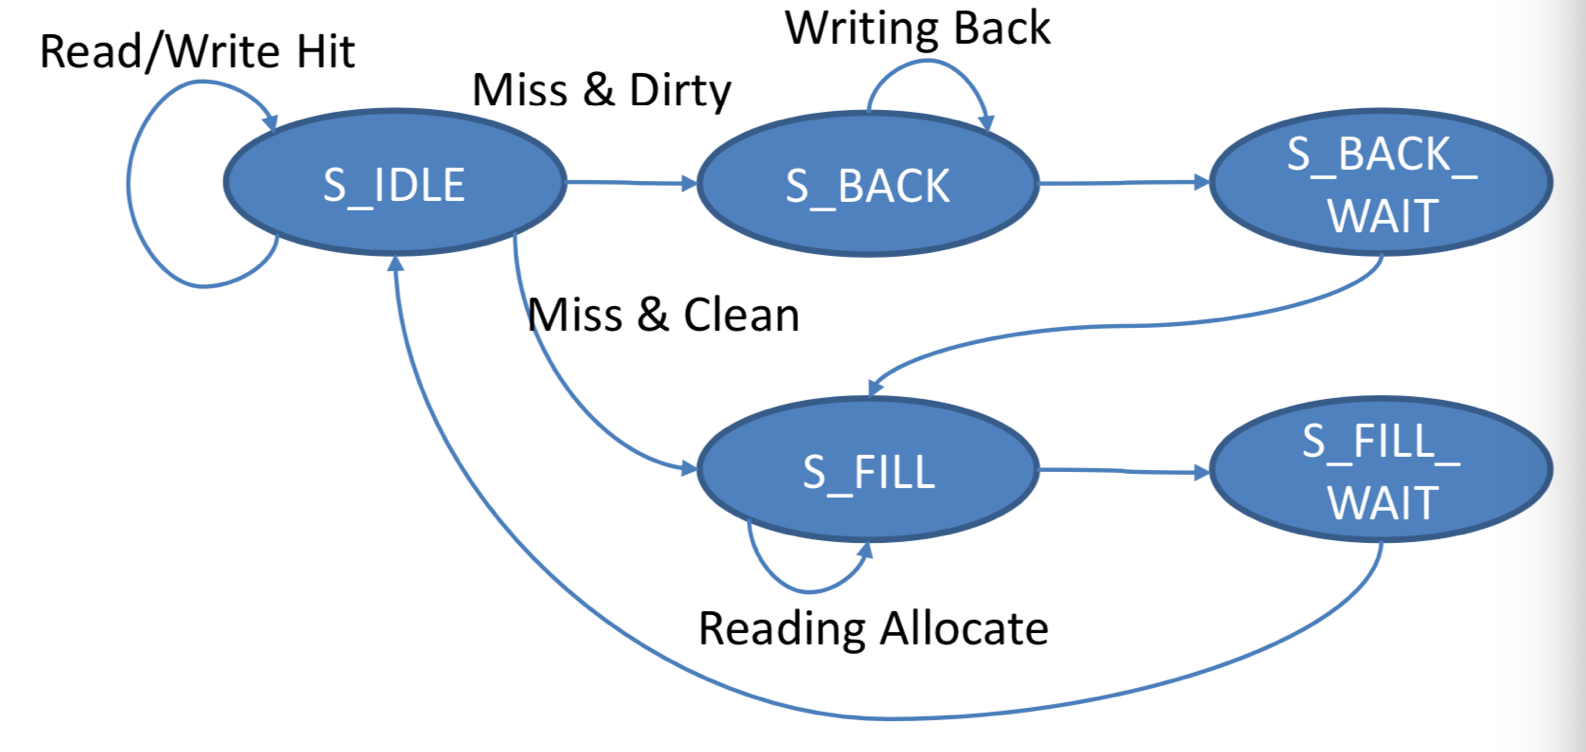 Read/Write Hit
Miss & Dirty
Writing Back
S_IDLE
S_BACK
S_BACK_
WAIT
Miss & Clean
S_FILL
S_FILL_
WAIT
Reading Allocate